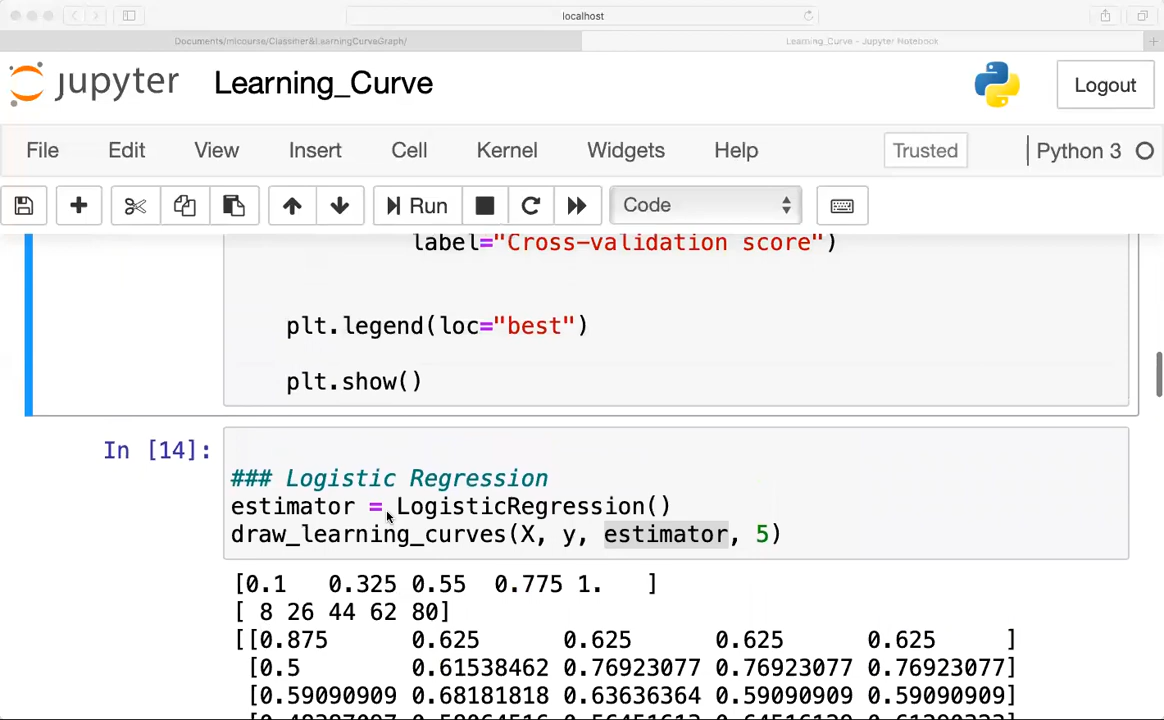 localhost
Documents/mlcourse/Classifier&LearningCurveGraph/
Learning_Curve - Jupyter Notebook
jupyter
Learning_Curve
Logout
File Edit View Insert Cell Kernel Widgets Help Trusted Python 3
Run Code
label="Cross-validation score")
plt.legend(loc="best")
plt.show()
In [14]:
### Logistic Regression
estimator = LogisticRegression()
draw_learning_curves(X, y, estimator, 5)
[0.1 0.325 0.55 0.775 1. ]
[ 8 26 44 62 80]
[[0.875 0.625 0.625 0.625 0.625 ]
[0.5 0.61538462 0.76923077 0.76923077 0.76923077]
[0.59090909 0.68181818 0.63636364 0.59090909 0.59090909]